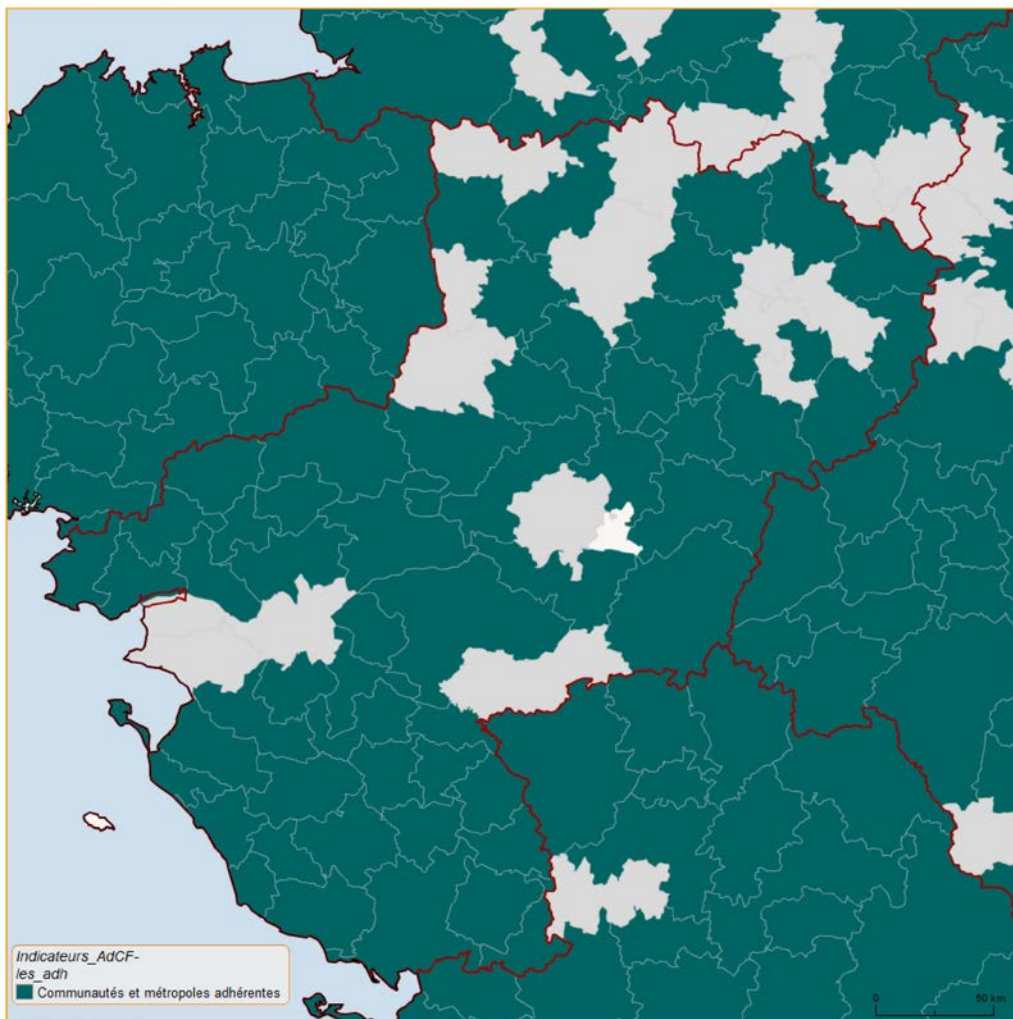 Indicateurs_AdCF-
les_adh
Communautés et métropoles adhérentes
0 50 km